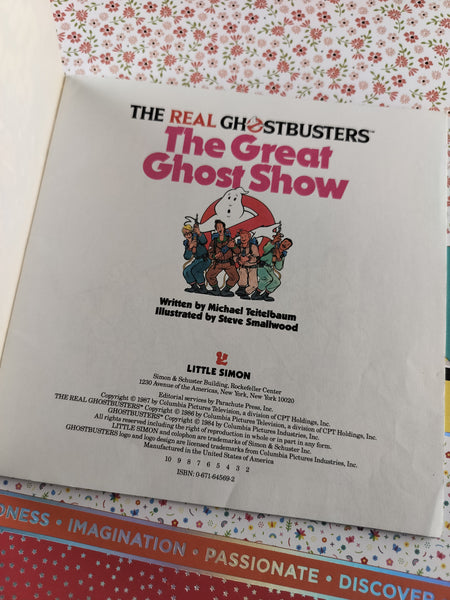 THE REAL GHOSTBUSTERS™
The Great
Ghost Show
Written by Michael Teitelbaum
Illustrated by Steve Smallwood
LITTLE SIMON
Simon & Schuster Building, Rockefeller Center
1230 Avenue of the Americas, New York, New York 10020
Editorial services by Parachute Press, Inc.
Copyright © 1987 by Columbia Pictures Television, a division of CPT Holdings, Inc.
THE REAL GHOSTBUSTERS™ Copyright © 1986 by Columbia Pictures Television, a division of CPT Holdings, Inc.
GHOSTBUSTERS™ Copyright © 1984 by Columbia Pictures Industries, Inc.
All rights reserved including the right of reproduction in whole or in part in any form.
LITTLE SIMON and colophon are trademarks of Simon & Schuster Inc.
GHOSTBUSTERS logo and logo design are licensed trademarks from Columbia Pictures Industries, Inc.
Manufactured in the United States of America
10 9 8 7 6 5 4 3 2
ISBN: 0-671-64569-2
DNESS • IMAGINATION • PASSIONATE • DISCOVER